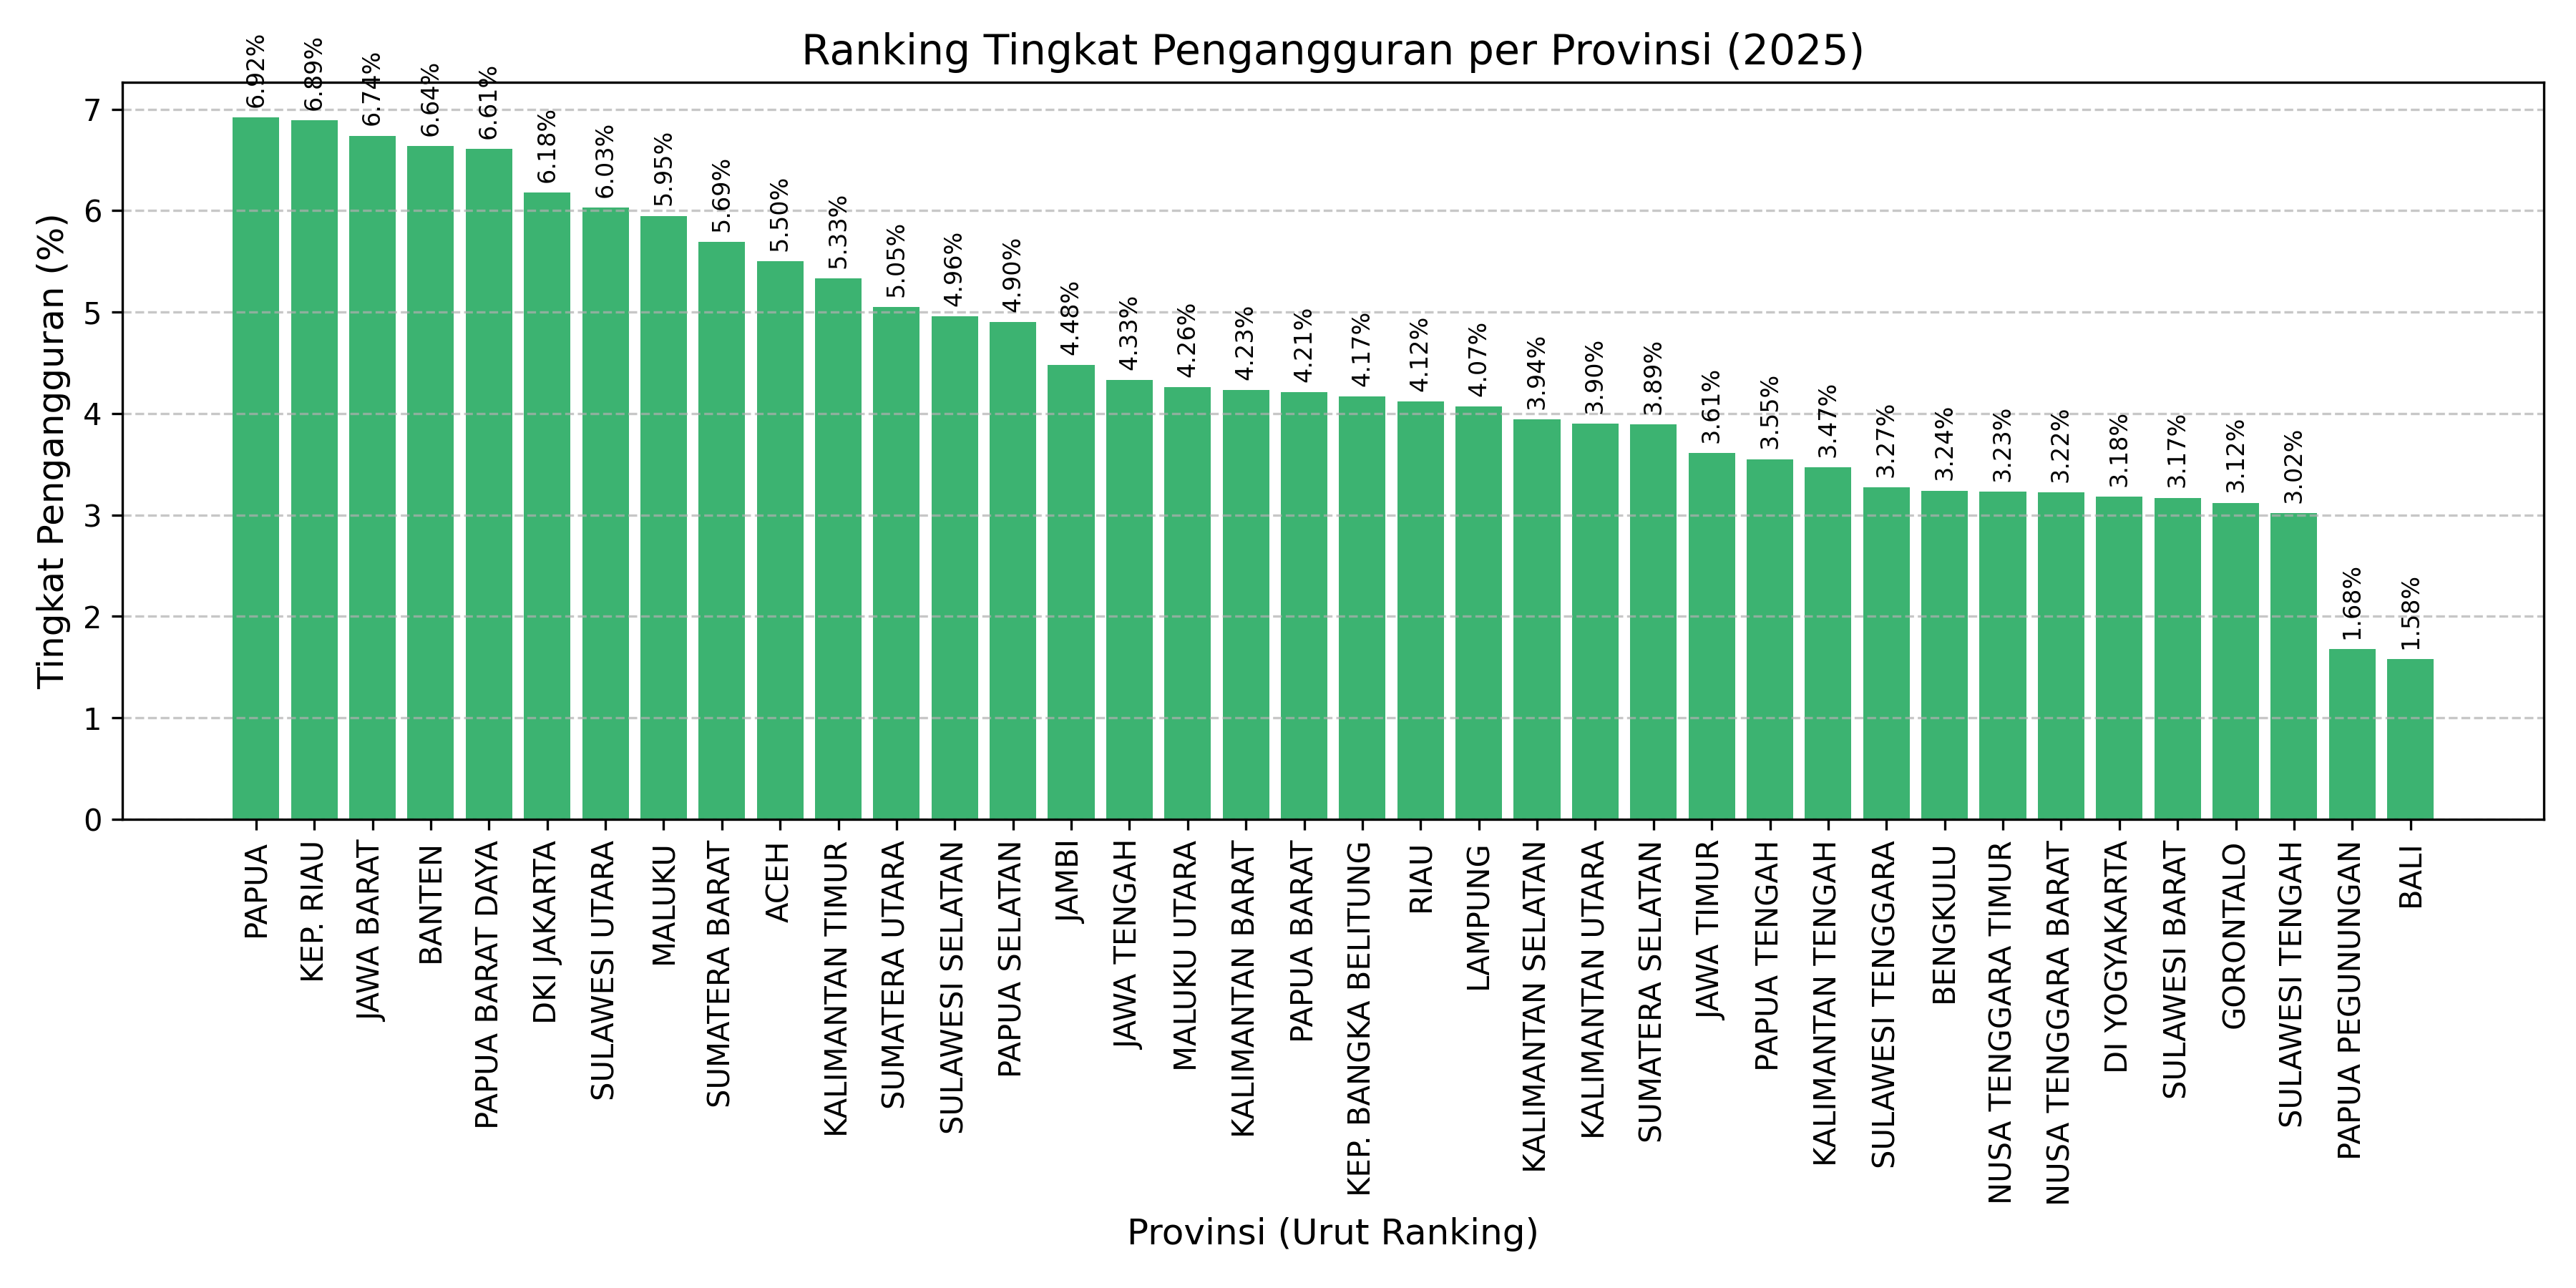 Ranking Tingkat Pengangguran per Provinsi (2025)
Tingkat Pengangguran (%)
7
6
5
4
3
2
1
0
6.92%
6.89%
6.74%
6.64%
6.61%
6.18%
6.03%
5.95%
5.69%
5.50%
5.33%
5.05%
4.96%
4.90%
4.48%
4.33%
4.26%
4.23%
4.21%
4.17%
4.12%
4.07%
3.94%
3.90%
3.89%
3.61%
3.55%
3.47%
3.27%
3.24%
3.23%
3.22%
3.18%
3.17%
3.12%
3.02%
1.68%
1.58%
PAPUA
KEP. RIAU
JAWA BARAT
BANTEN
PAPUA BARAT DAYA
DKI JAKARTA
SULAWESI UTARA
MALUKU
SUMATERA BARAT
ACEH
KALIMANTAN TIMUR
SUMATERA UTARA
SULAWESI SELATAN
PAPUA SELATAN
JAMBI
JAWA TENGAH
MALUKU UTARA
KALIMANTAN BARAT
PAPUA BARAT
KEP. BANGKA BELITUNG
RIAU
LAMPUNG
KALIMANTAN SELATAN
KALIMANTAN UTARA
SUMATERA SELATAN
JAWA TIMUR
PAPUA TENGAH
KALIMANTAN TENGAH
SULAWESI TENGGARA
BENGKULU
NUSA TENGGARA TIMUR
NUSA TENGGARA BARAT
DI YOGYAKARTA
SULAWESI BARAT
GORONTALO
SULAWESI TENGAH
PAPUA PEGUNUNGAN
BALI
Provinsi (Urut Ranking)